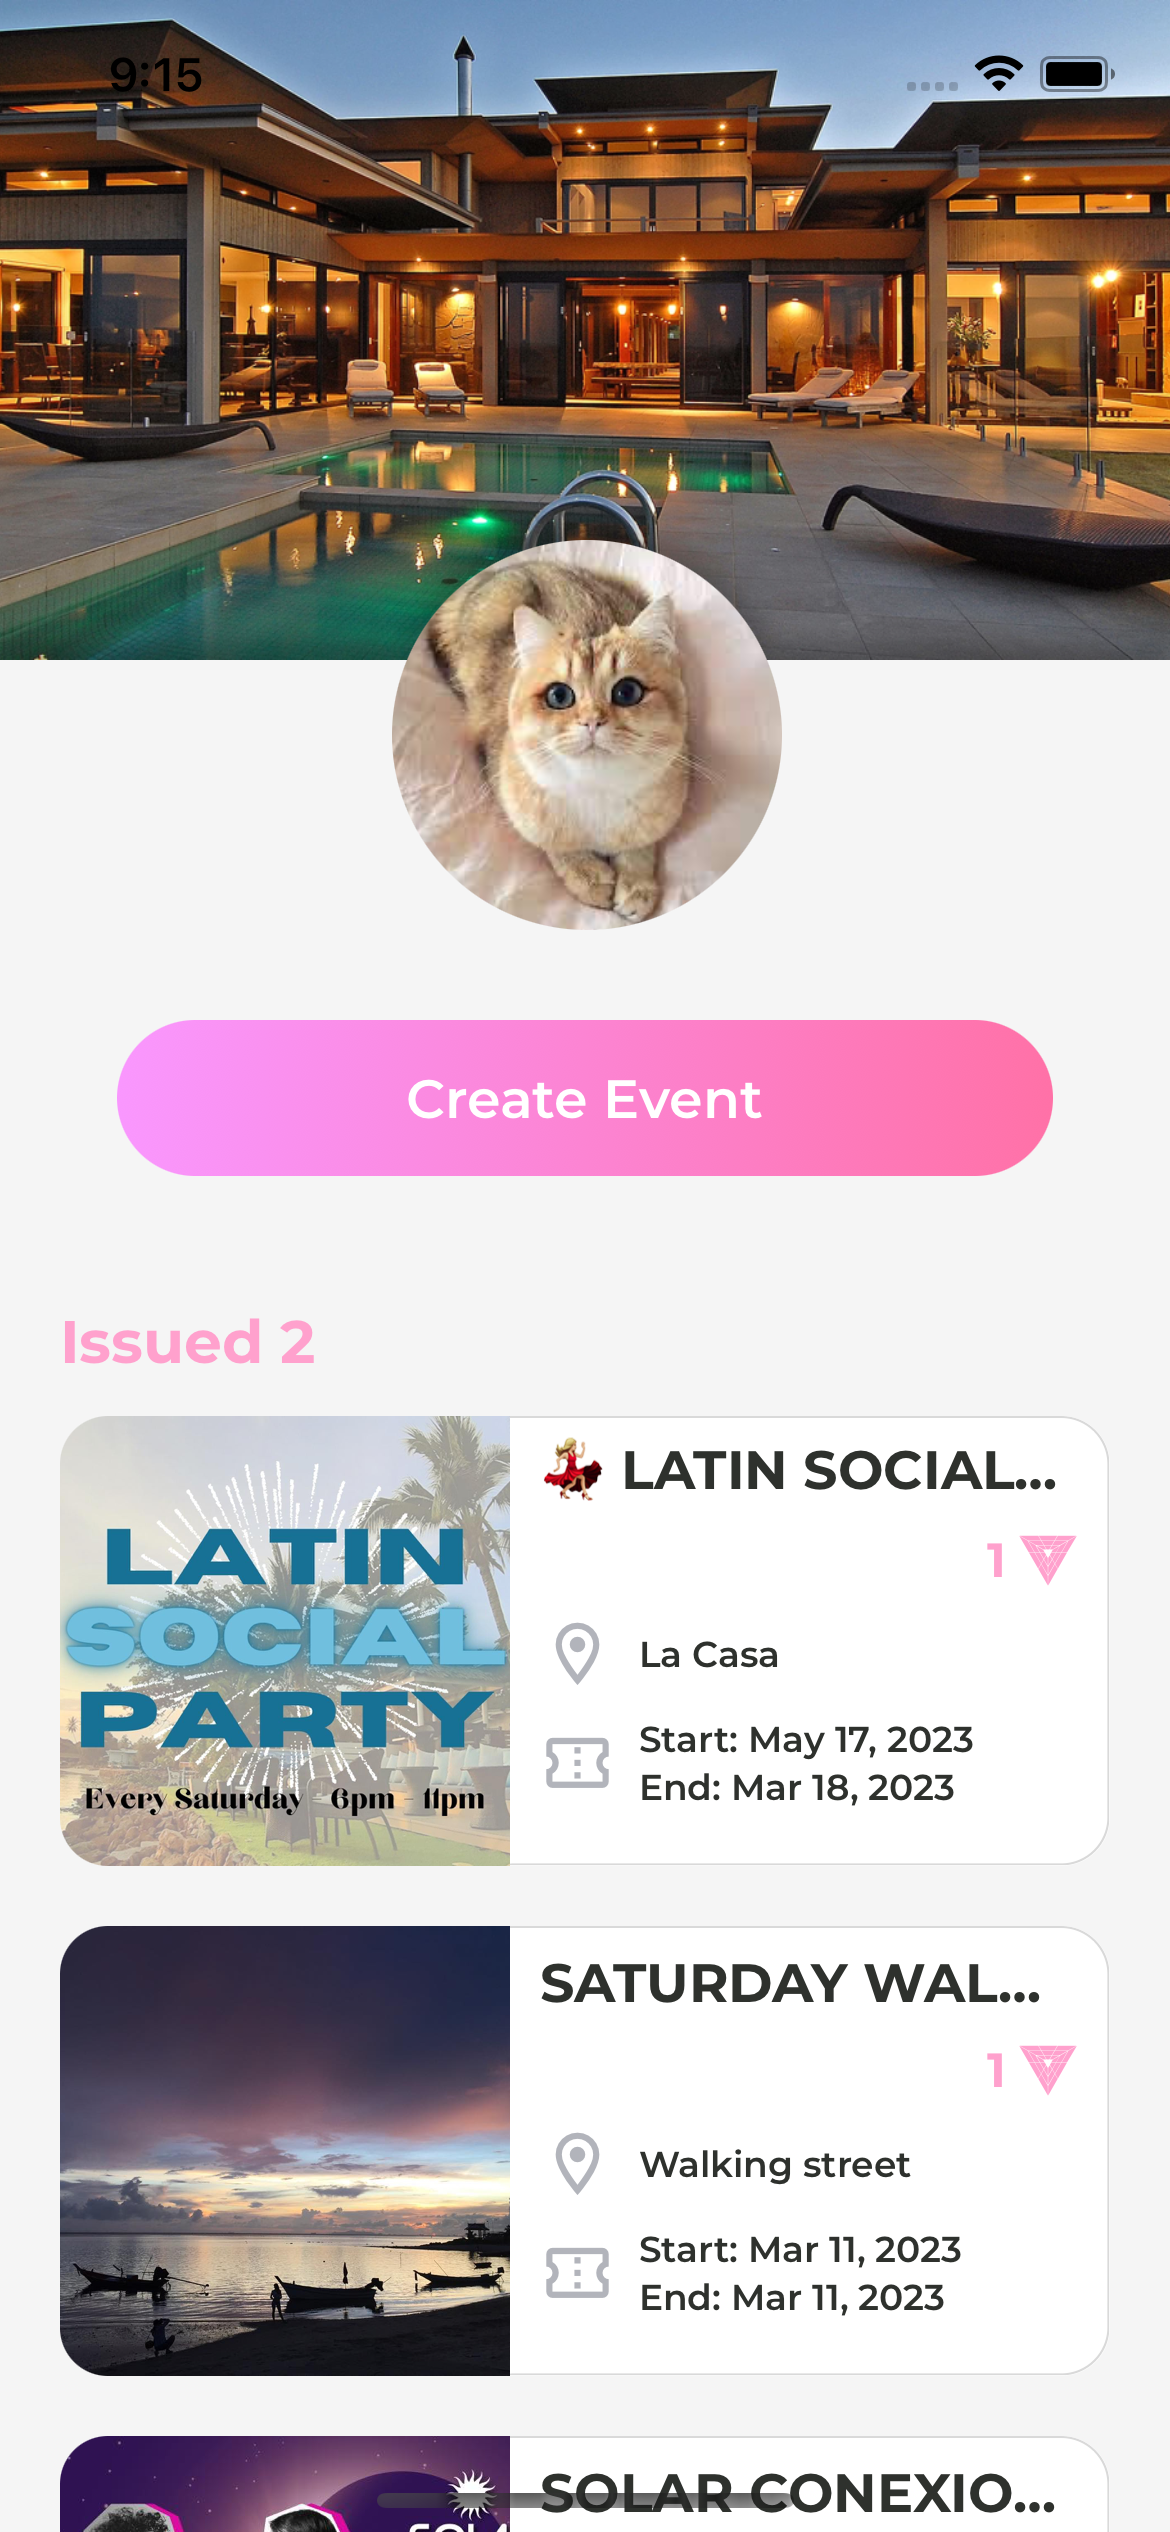 9:15
Create Event
Issued 2
LATIN
SOCIAL
PARTY
Every Saturday 6pm - 11pm
LATIN SOCIAL...
1
La Casa
Start: May 17, 2023
End: Mar 18, 2023
SATURDAY WAL...
1
Walking street
Start: Mar 11, 2023
End: Mar 11, 2023
SOLAR CONEXIO...